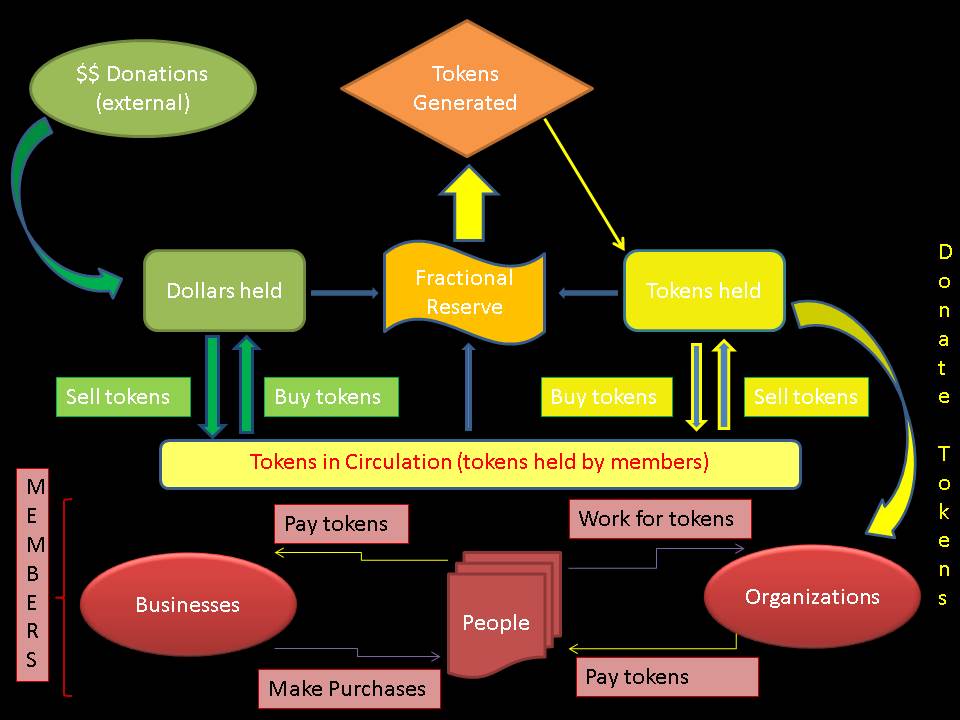 $$ Donations
(external)
Tokens
Generated
Dollars held
Fractional
Reserve
Tokens held
Sell tokens
Buy tokens
Buy tokens
Sell tokens
Donate Tokens
Tokens in Circulation (tokens held by members)
MEMBERS
Pay tokens
Work for tokens
Businesses
People
Organizations
Make Purchases
Pay tokens